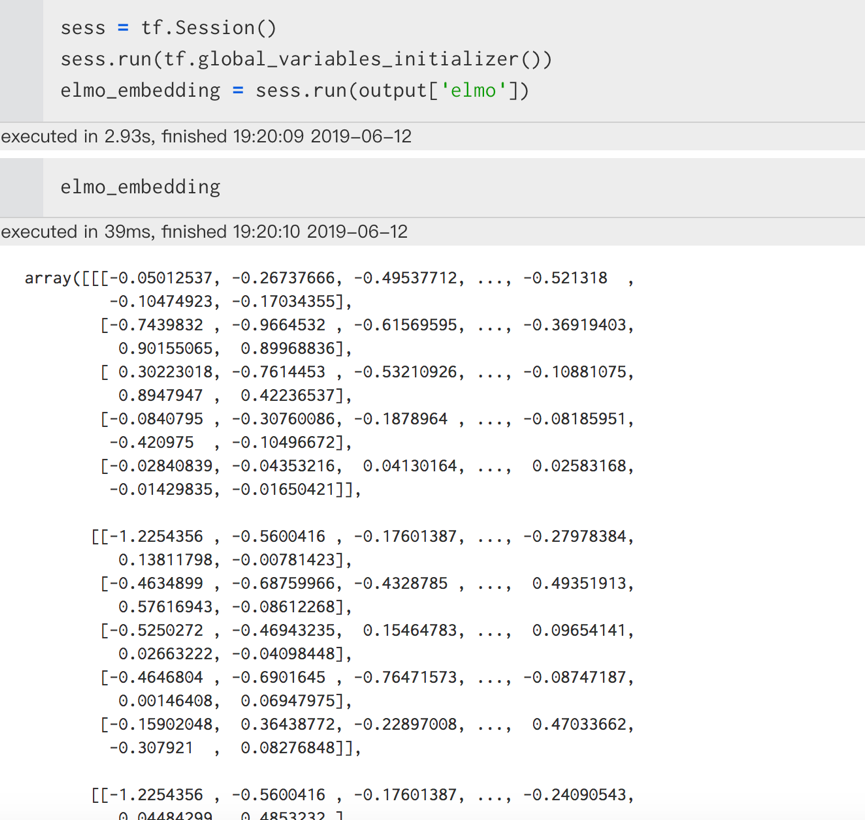 sess = tf.Session()
sess.run(tf.global_variables_initializer())
elmo_embedding = sess.run(output['elmo'])
executed in 2.93s, finished 19:20:09 2019-06-12
elmo_embedding
executed in 39ms, finished 19:20:10 2019-06-12
array([[[-0.05012537, -0.26737666, -0.49537712, ..., -0.521318  ,
-0.10474923, -0.17034355],
[-0.7439832 , -0.9664532 , -0.61569595, ..., -0.36919403,
0.90155065,  0.89968836],
[ 0.30223018, -0.7614453 , -0.53210926, ..., -0.10881075,
0.8947947 ,  0.42236537],
[-0.0840795 , -0.30760086, -0.1878964 , ..., -0.08185951,
-0.420975  , -0.10496672],
[-0.02840839, -0.04353216,  0.04130164, ...,  0.02583168,
-0.01429835, -0.01650421]],
[[-1.2254356 , -0.5600416 , -0.17601387, ..., -0.27978384,
0.13811798, -0.00781423],
[-0.4634899 , -0.68759966, -0.4328785 , ...,  0.49351913,
0.57616943, -0.08612268],
[-0.5250272 , -0.46943235,  0.15464783, ...,  0.09654141,
0.02663222, -0.04098448],
[-0.4646804 , -0.6901645 , -0.76471573, ..., -0.08747187,
0.00146408,  0.06947975],
[-0.15902048,  0.36438772, -0.22897008, ...,  0.47033662,
-0.307921  ,  0.08276848]],
[[-1.2254356 , -0.5600416 , -0.17601387, ..., -0.24090543,
0.04484299,  0.4853232 ]